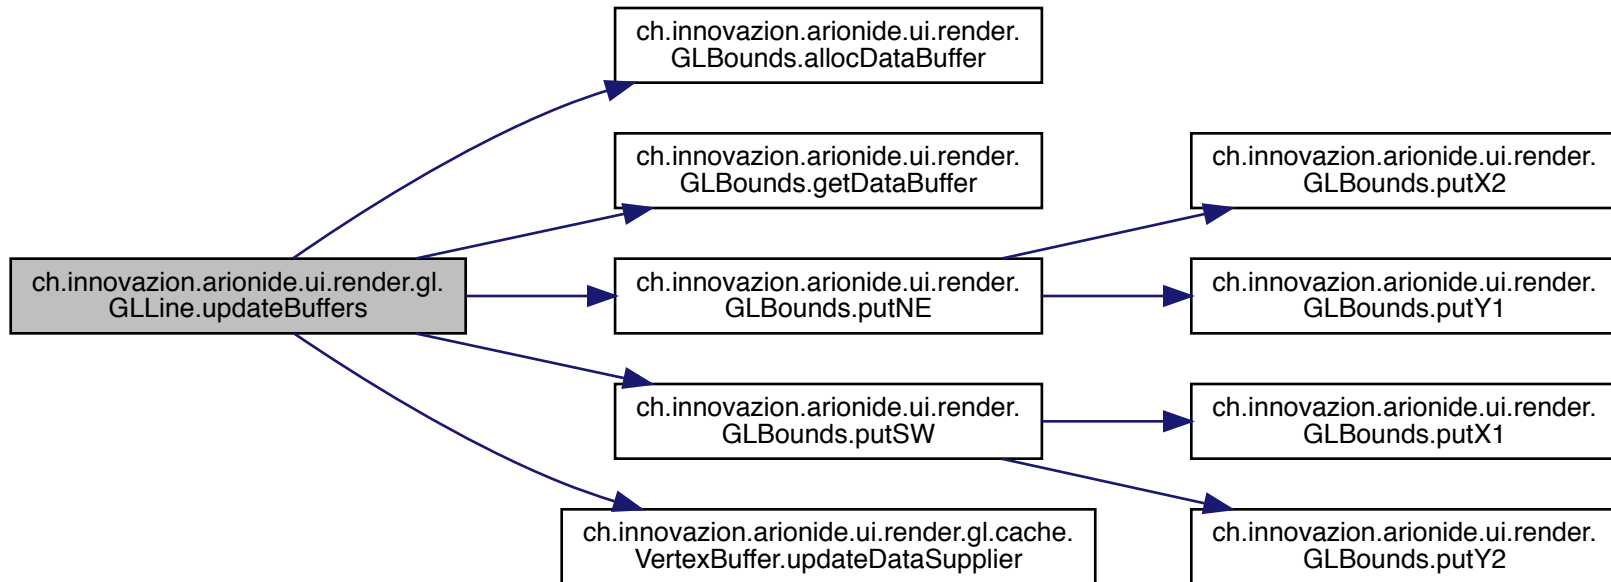 ch.innovazion.arionide.ui.render.
GLBounds.allocDataBuffer
ch.innovazion.arionide.ui.render.
GLBounds.getDataBuffer
ch.innovazion.arionide.ui.render.
GLBounds.putX2
ch.innovazion.arionide.ui.render.gl.
GLLine.updateBuffers
ch.innovazion.arionide.ui.render.
GLBounds.putNE
ch.innovazion.arionide.ui.render.
GLBounds.putY1
ch.innovazion.arionide.ui.render.
GLBounds.putSW
ch.innovazion.arionide.ui.render.
GLBounds.putX1
ch.innovazion.arionide.ui.render.gl.cache.
VertexBuffer.updateDataSupplier
ch.innovazion.arionide.ui.render.
GLBounds.putY2